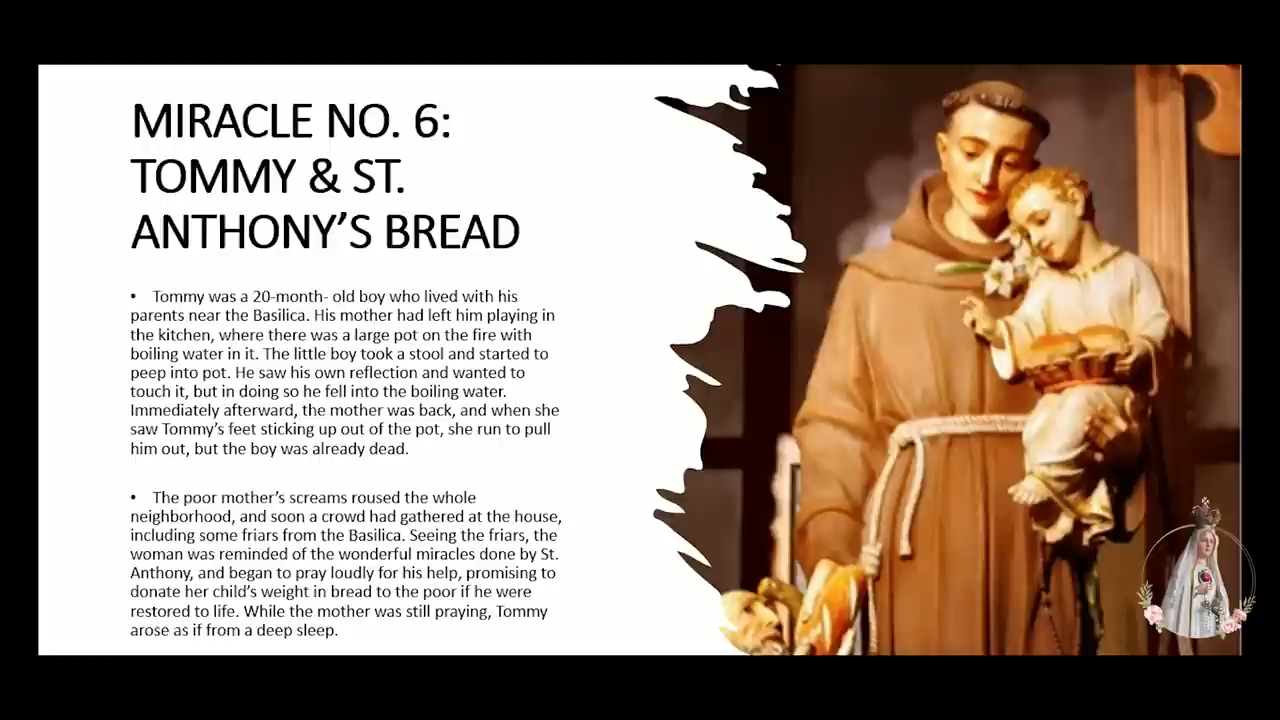 MIRACLE NO. 6:
TOMMY & ST.
ANTHONY’S BREAD
• Tommy was a 20-month- old boy who lived with his
parents near the Basilica. His mother had left him playing in
the kitchen, where there was a large pot on the fire with
boiling water in it. The little boy took a stool and started to
peep into pot. He saw his own reflection and wanted to
touch it, but in doing so he fell into the boiling water.
Immediately afterward, the mother was back, and when she
saw Tommy’s feet sticking up out of the pot, she run to pull
him out, but the boy was already dead.
• The poor mother’s screams roused the whole
neighborhood, and soon a crowd had gathered at the house,
including some friars from the Basilica. Seeing the friars, the
woman was reminded of the wonderful miracles done by St.
Anthony, and began to pray loudly for his help, promising to
donate her child’s weight in bread to the poor if he were
restored to life. While the mother was still praying, Tommy
arose as if from a deep sleep.